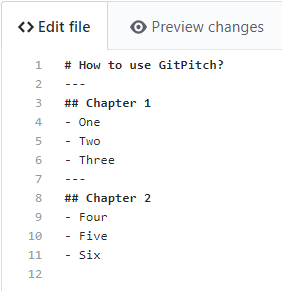 Edit file
Preview changes
1 # How to use GitPitch?
2 ---
3 ## Chapter 1
4 - One
5 - Two
6 - Three
7 ---
8 ## Chapter 2
9 - Four
10 - Five
11 - Six
12